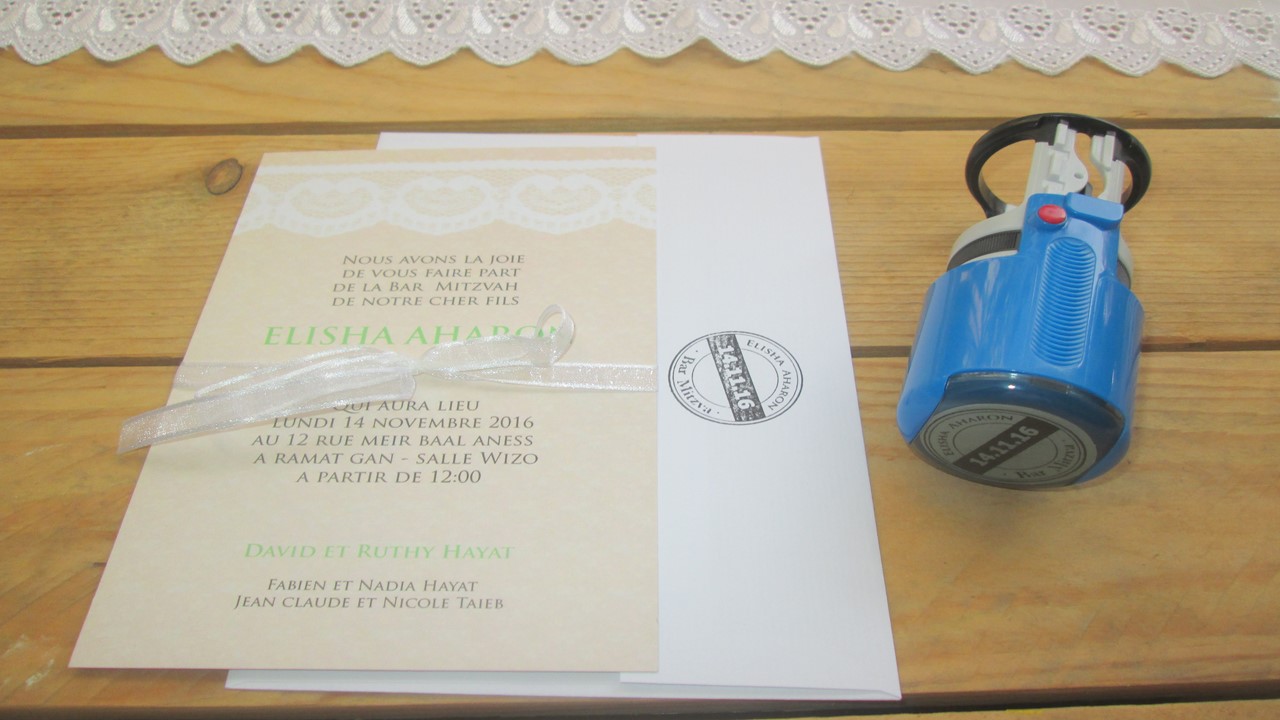 Nous avons la joie
de vous faire part
de la Bar Mitzvah
de notre cher fils
ELISHA AHARON
qui aura lieu
lundi 14 novembre 2016
au 12 rue Meir Baal Aness
a Ramat Gan - Salle Wizo
a partir de 12:00
David et Ruthy Hayat
Fabien et Nadia Hayat
Jean claude et Nicole Taieb
ELISHA AHARON
14.11.16
Bar Mitzva
ELISHA AHARON
14.11.16
Bar Mitzva